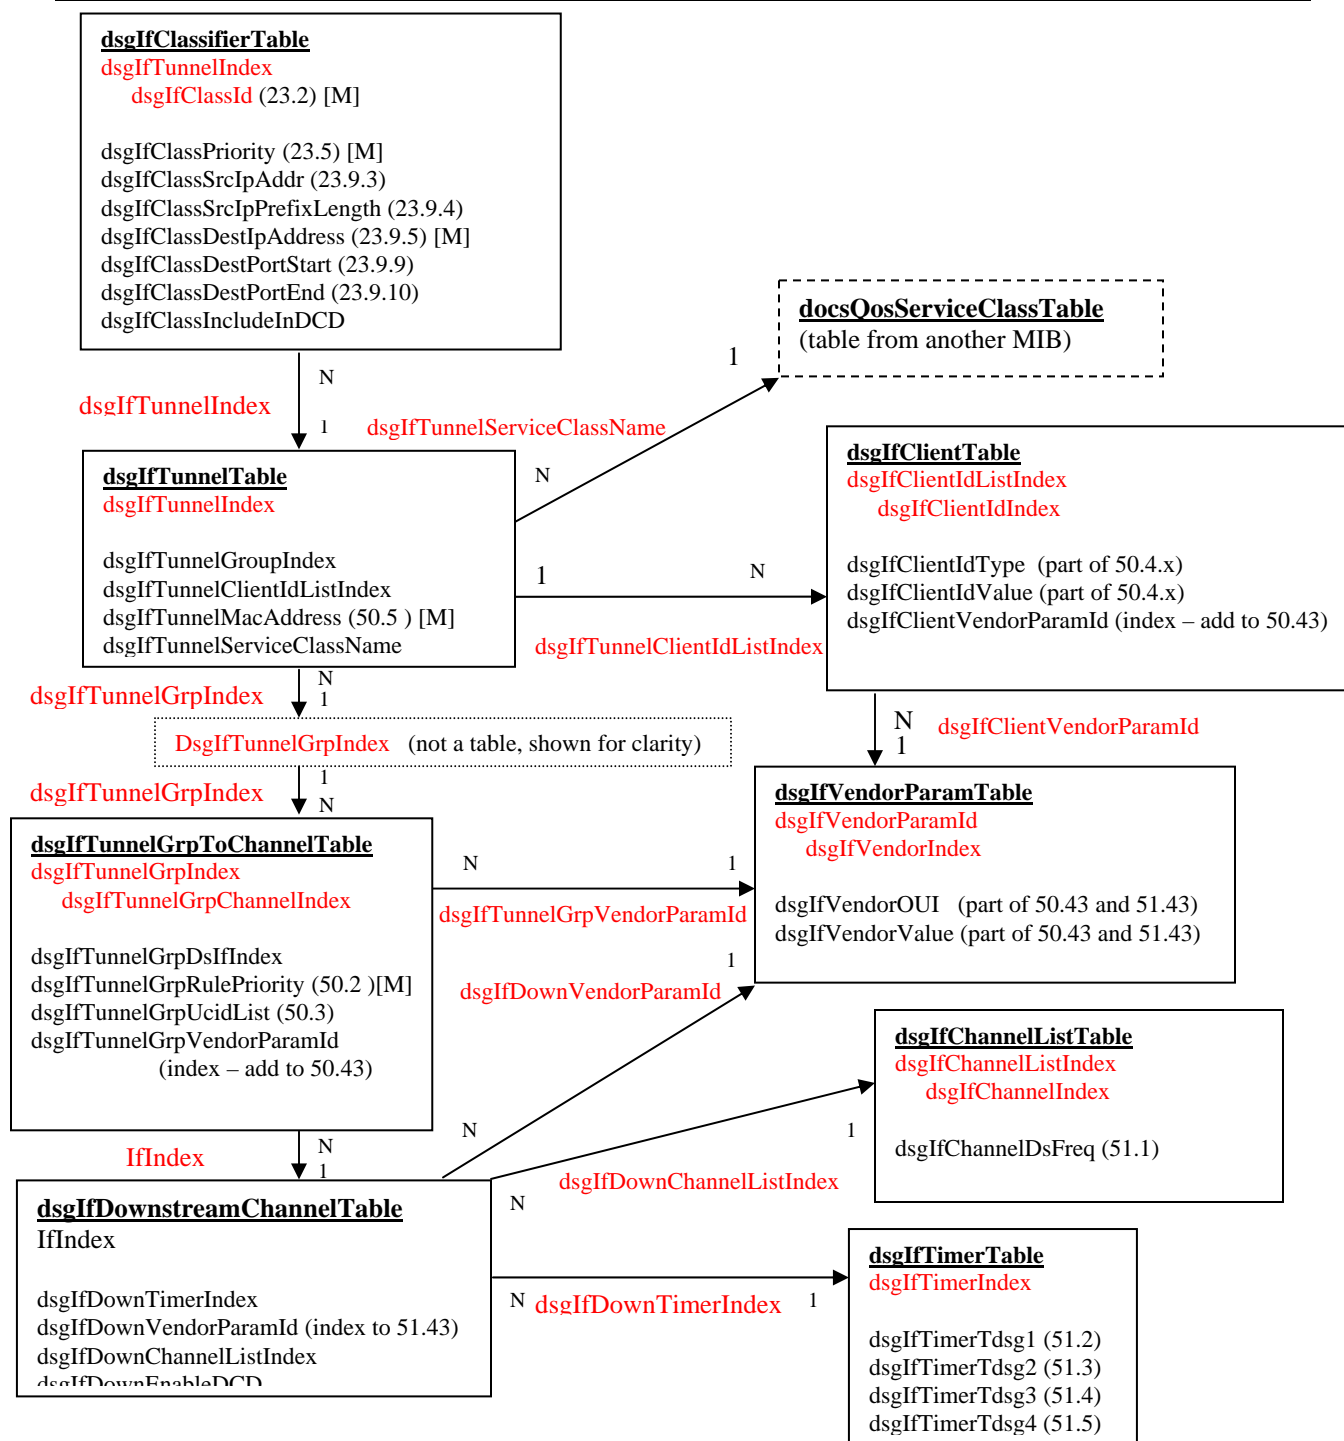 dsgIfClassifierTable
dsgIfTunnelIndex
dsgIfClassId (23.2) [M]
dsgIfClassPriority (23.5) [M]
dsgIfClassSrcIpAddr (23.9.3)
dsgIfClassSrcIpPrefixLength (23.9.4)
dsgIfClassDestIpAddress (23.9.5) [M]
dsgIfClassDestPortStart (23.9.9)
dsgIfClassDestPortEnd (23.9.10)
dsgIfClassIncludeInDCD
docsQosServiceClassTable
(table from another MIB)
1
N
dsgIfTunnelIndex
1
dsgIfTunnelServiceClassName
N
dsgIfTunnelTable
dsgIfTunnelIndex
dsgIfTunnelGroupIndex
dsgIfTunnelClientIdListIndex
dsgIfTunnelMacAddress (50.5 ) [M]
dsgIfTunnelServiceClassName
1
N
dsgIfTunnelClientIdListIndex
dsgIfClientTable
dsgIfClientIdListIndex
dsgIfClientIdIndex
dsgIfClientIdType (part of 50.4.x)
dsgIfClientIdValue (part of 50.4.x)
dsgIfClientVendorParamId (index – add to 50.43)
N
dsgIfTunnelGrpIndex
1
DsgIfTunnelGrpIndex (not a table, shown for clarity)
1
dsgIfTunnelGrpIndex
N
N
dsgIfClientVendorParamId
1
dsgIfVendorParamTable
dsgIfVendorParamId
dsgIfVendorIndex
dsgIfVendorOUI (part of 50.43 and 51.43)
dsgIfVendorValue (part of 50.43 and 51.43)
dsgIfTunnelGrpToChannelTable
dsgIfTunnelGrpIndex
dsgIfTunnelGrpChannelIndex
dsgIfTunnelGrpDsIfIndex
dsgIfTunnelGrpRulePriority (50.2 )[M]
dsgIfTunnelGrpUcidList (50.3)
dsgIfTunnelGrpVendorParamId
(index – add to 50.43)
N
1
dsgIfTunnelGrpVendorParamId
1
dsgIfDownVendorParamId
N
dsgIfChannelListTable
dsgIfChannelListIndex
dsgIfChannelIndex
dsgIfChannelDsFreq (51.1)
1
dsgIfDownChannelListIndex
N
N
IfIndex
1
dsgIfDownstreamChannelTable
IfIndex
dsgIfDownTimerIndex
dsgIfDownVendorParamId (index to 51.43)
dsgIfDownChannelListIndex
dsgIfDownEnableDCD
N
dsgIfDownTimerIndex
1
dsgIfTimerTable
dsgIfTimerIndex
dsgIfTimerTdsg1 (51.2)
dsgIfTimerTdsg2 (51.3)
dsgIfTimerTdsg3 (51.4)
dsgIfTimerTdsg4 (51.5)